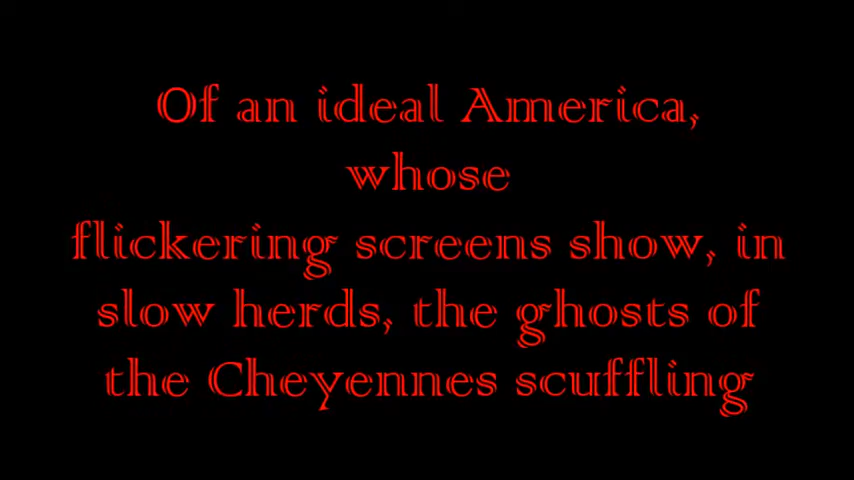 Of an ideal America,
whose
flickering screens show, in
slow herds, the ghosts of
the Cheyennes scuffling